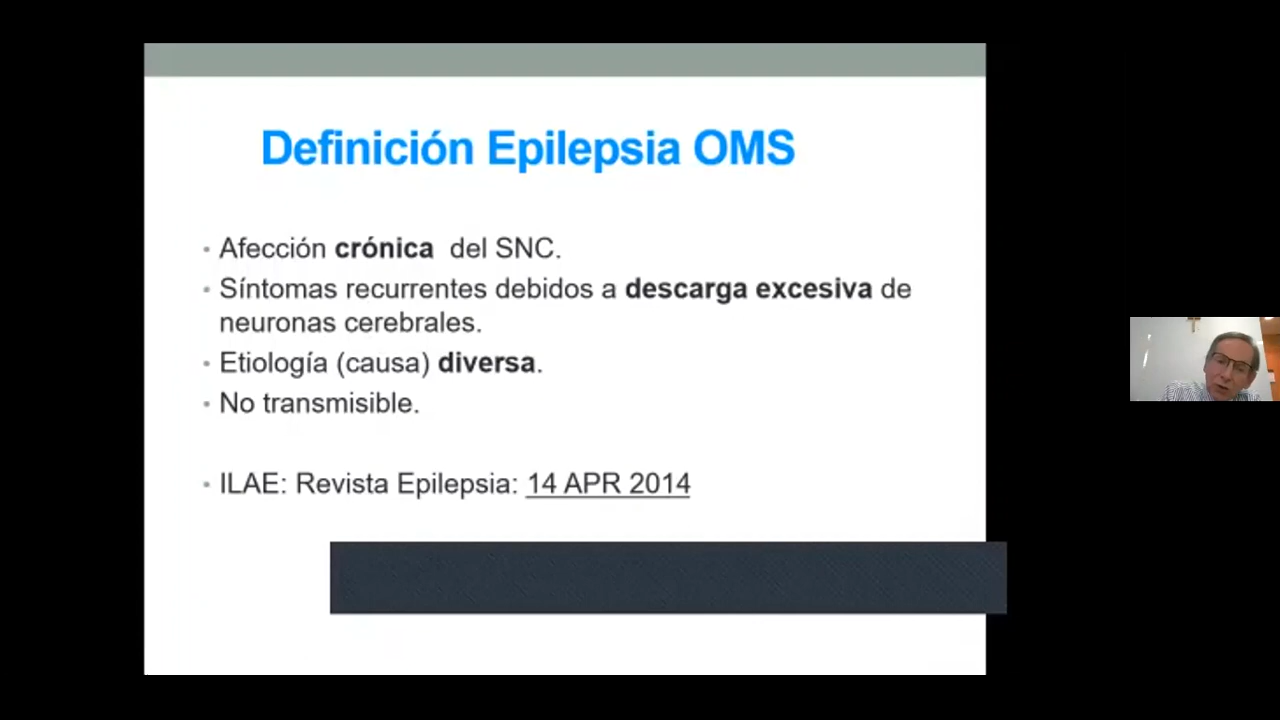 Definición Epilepsia OMS
• Afección crónica del SNC.
• Síntomas recurrentes debidos a descarga excesiva de
neuronas cerebrales.
• Etiología (causa) diversa.
• No transmisible.
• ILAE: Revista Epilepsia: 14 APR 2014